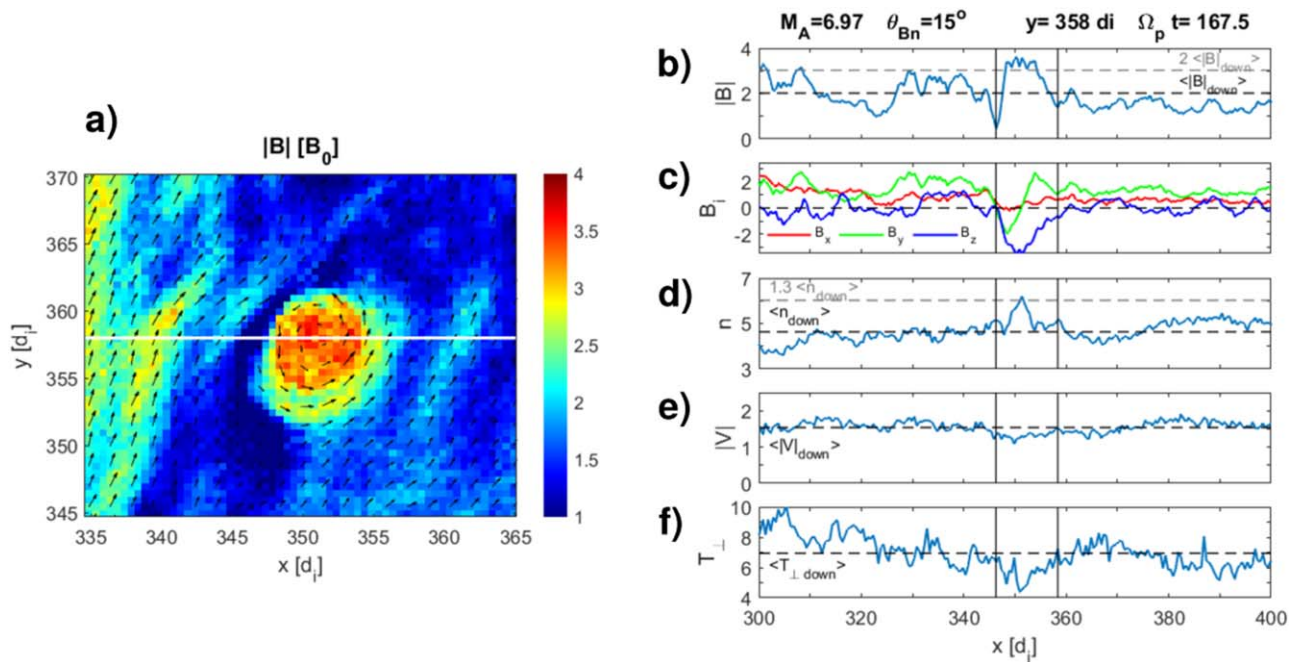 M_A=6.97 θ_Bn=15° y= 358 di Ω_p t= 167.5
a)
|B| [B_0]
370
365
360
355
350
345
y [d_i]
335 340 345 350 355 360 365
x [d_i]
4
3.5
3
2.5
2
1.5
1
b)
|B|
4
2
0
2 <|B|_down>
<|B|_down>
c)
B_i
2
0
-2
B_x B_y B_z
d)
n
7
5
3
1.3 <n_down>
<n_down>
e)
|V|
2
1
0
<|V|_down>
f)
T_⊥
10
8
6
4
<T_⊥ down>
300 320 340 360 380 400
x [d_i]